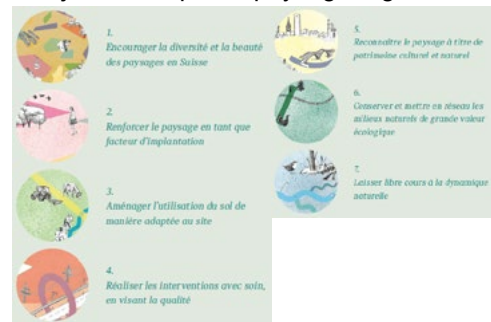 1.
Encourager la diversité et la beauté
des paysages en Suisse
2.
Renforcer le paysage en tant que
facteur d'implantation
3.
Aménager l'utilisation du sol de
manière adaptée au site
4.
Réaliser les interventions avec soin,
en visant la qualité
5.
Reconnaître le paysage à titre de
patrimoine culturel et naturel
6.
Conserver et mettre en réseau les
milieux naturels de grande valeur
écologique
7.
Laisser libre cours à la dynamique
naturelle